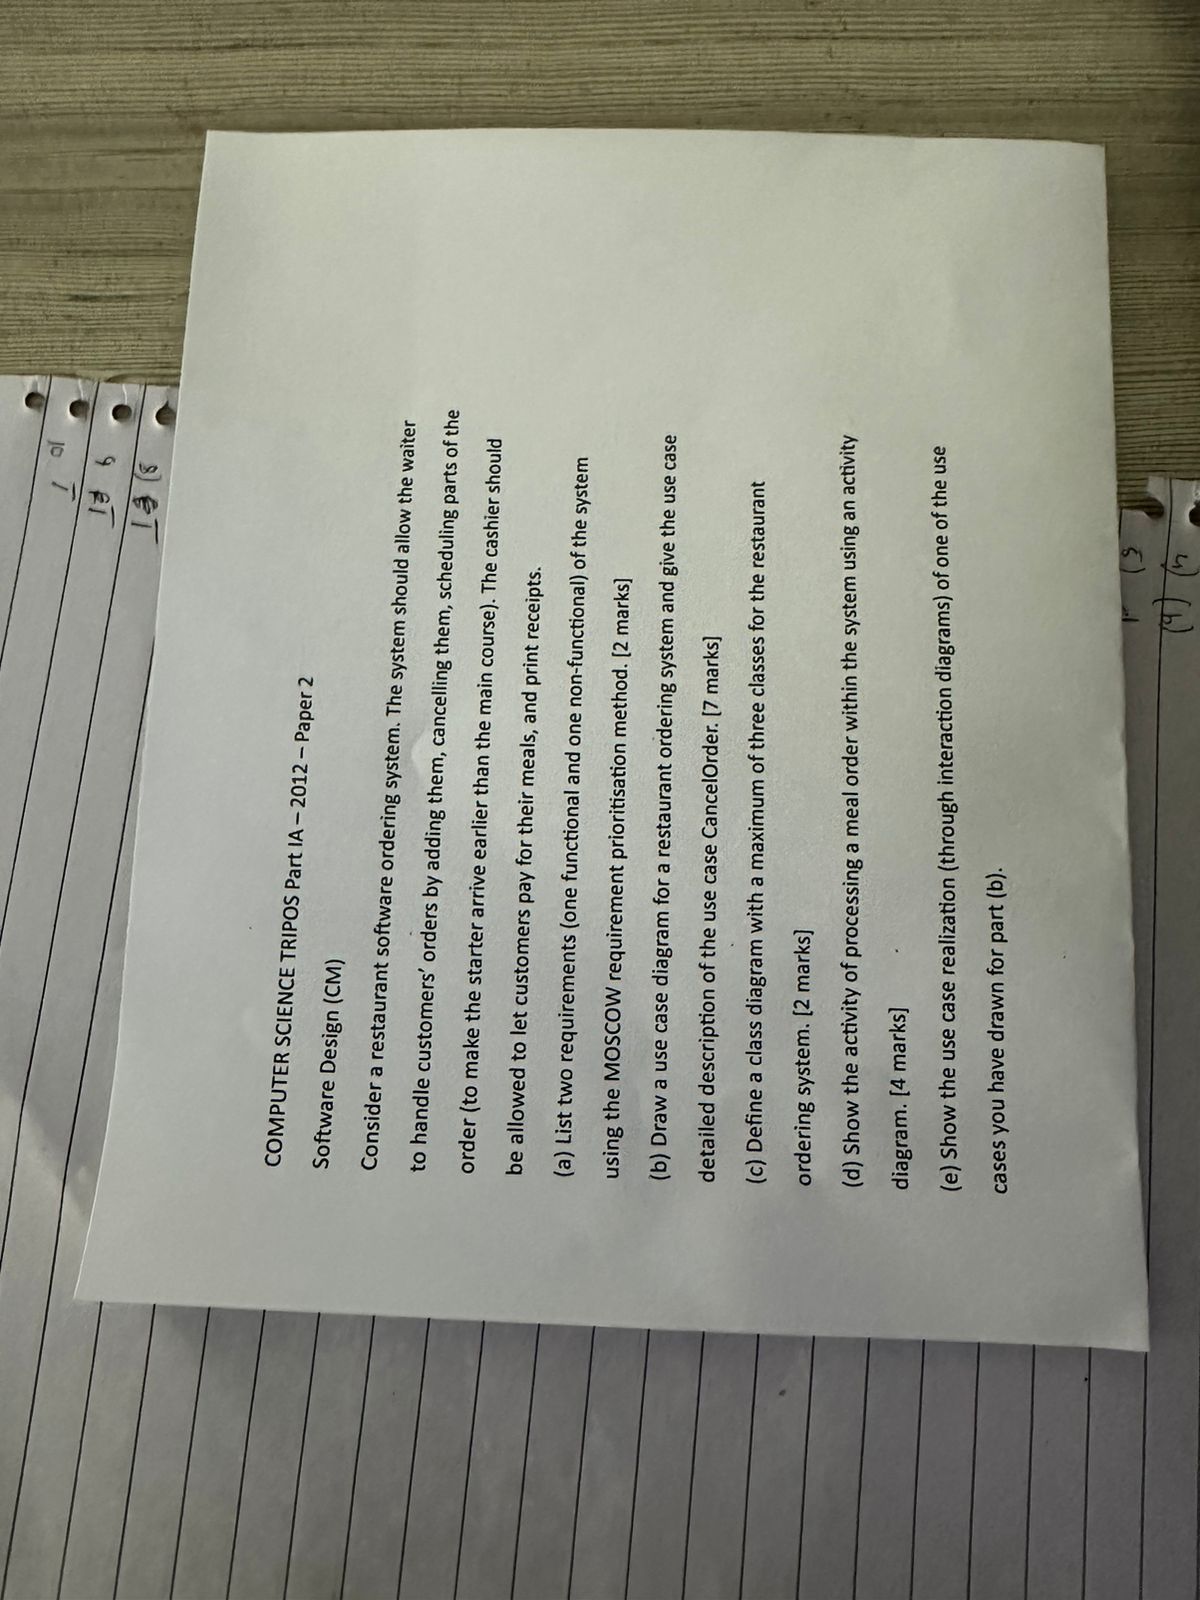 COMPUTER SCIENCE TRIPOS Part IA – 2012 – Paper 2
Software Design (CM)
Consider a restaurant software ordering system. The system should allow the waiter
to handle customers’ orders by adding them, cancelling them, scheduling parts of the
order (to make the starter arrive earlier than the main course). The cashier should
be allowed to let customers pay for their meals, and print receipts.
(a) List two requirements (one functional and one non-functional) of the system
using the MOSCOW requirement prioritisation method. [2 marks]
(b) Draw a use case diagram for a restaurant ordering system and give the use case
detailed description of the use case CancelOrder. [7 marks]
(c) Define a class diagram with a maximum of three classes for the restaurant
ordering system. [2 marks]
(d) Show the activity of processing a meal order within the system using an activity
diagram. [4 marks]
(e) Show the use case realization (through interaction diagrams) of one of the use
cases you have drawn for part (b).